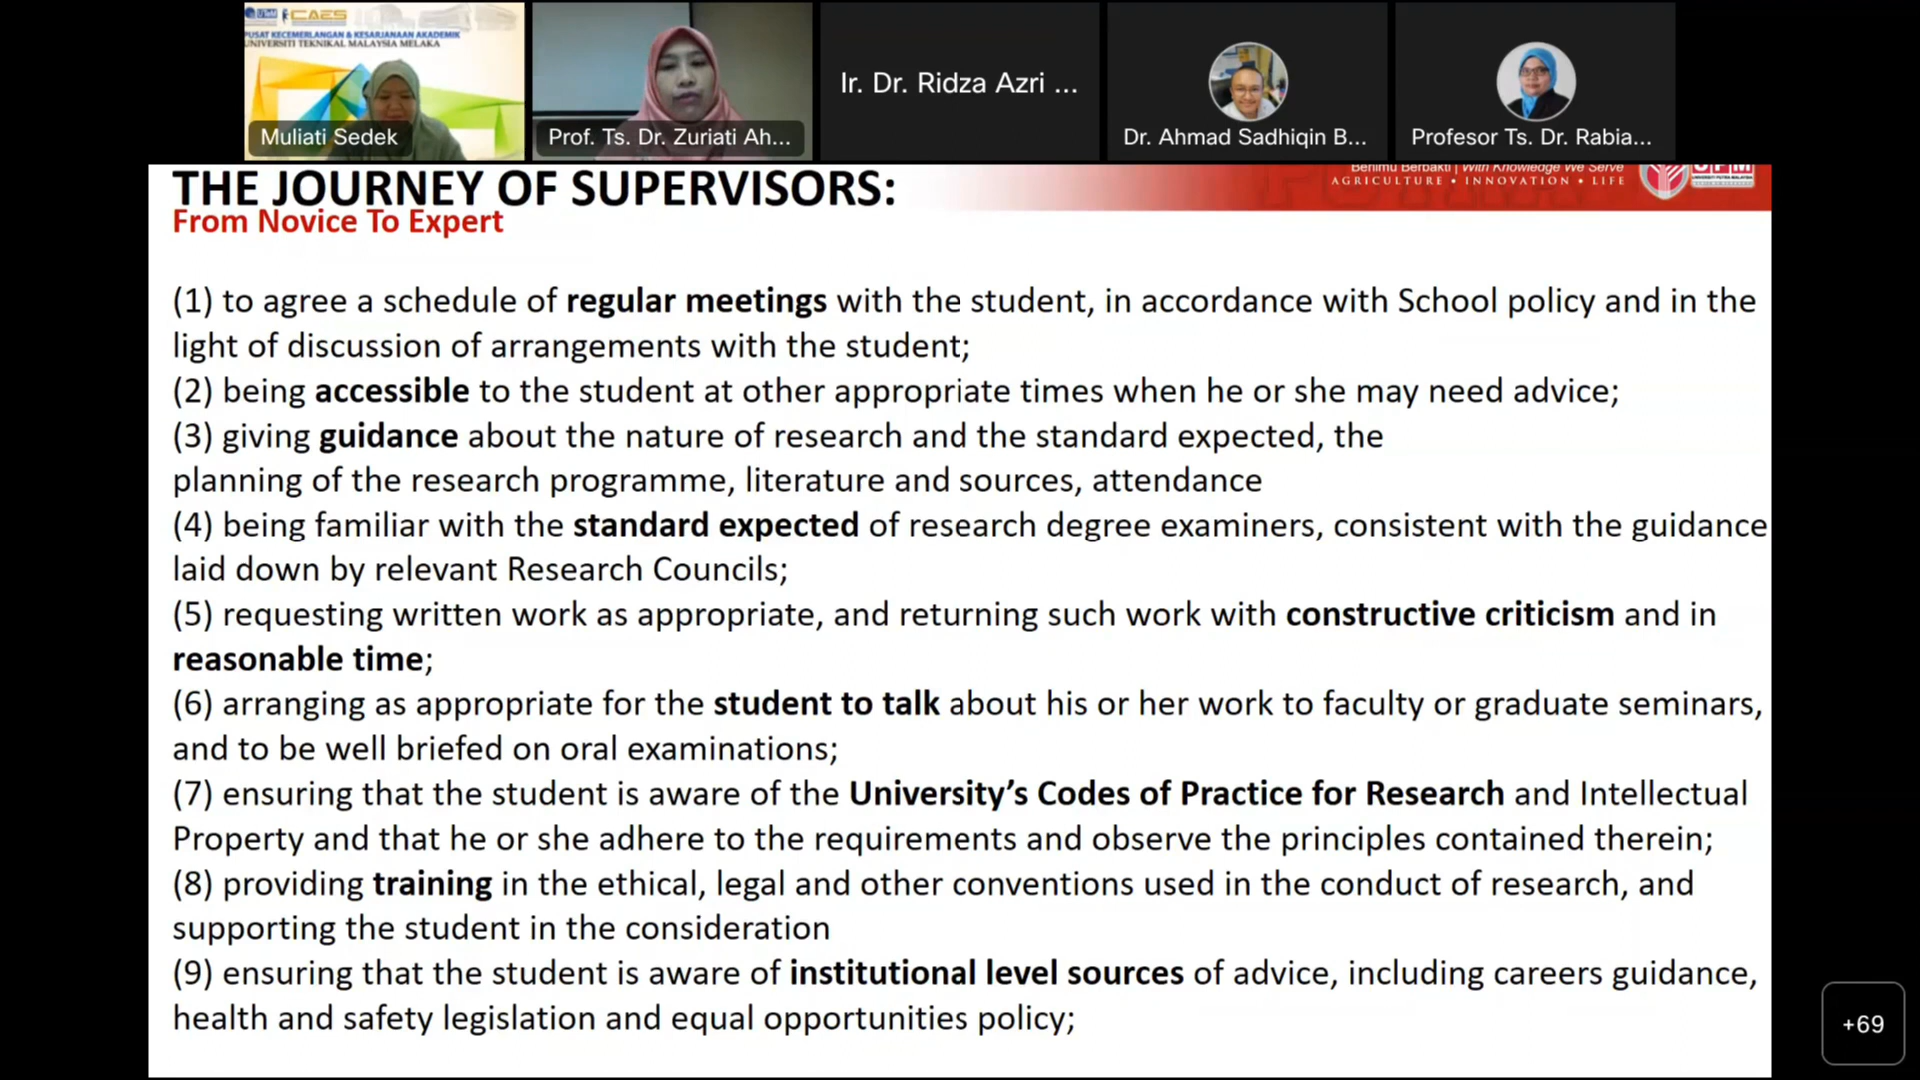 UTeM CAES
PUSAT KECEMERLANGAN & KESARJANAAN AKADEMIK
UNIVERSITI TEKNIKAL MALAYSIA MELAKA
Muliati Sedek
Prof. Ts. Dr. Zuriati Ah...
Ir. Dr. Ridza Azri ...
Dr. Ahmad Sadhiqin B...
Profesor Ts. Dr. Rabia...
Berilmu Berbakti | With Knowledge We Serve
AGRICULTURE • INNOVATION • LIFE
UPM
UNIVERSITI PUTRA MALAYSIA
THE JOURNEY OF SUPERVISORS:
From Novice To Expert
(1) to agree a schedule of regular meetings with the student, in accordance with School policy and in the
light of discussion of arrangements with the student;
(2) being accessible to the student at other appropriate times when he or she may need advice;
(3) giving guidance about the nature of research and the standard expected, the
planning of the research programme, literature and sources, attendance
(4) being familiar with the standard expected of research degree examiners, consistent with the guidance
laid down by relevant Research Councils;
(5) requesting written work as appropriate, and returning such work with constructive criticism and in
reasonable time;
(6) arranging as appropriate for the student to talk about his or her work to faculty or graduate seminars,
and to be well briefed on oral examinations;
(7) ensuring that the student is aware of the University’s Codes of Practice for Research and Intellectual
Property and that he or she adhere to the requirements and observe the principles contained therein;
(8) providing training in the ethical, legal and other conventions used in the conduct of research, and
supporting the student in the consideration
(9) ensuring that the student is aware of institutional level sources of advice, including careers guidance,
health and safety legislation and equal opportunities policy;
+69